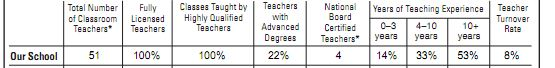 Total Number of Classroom Teachers*
Fully Licensed Teachers
Classes Taught by Highly Qualified Teachers
Teachers with Advanced Degrees
National Board Certified Teachers*
Years of Teaching Experience
0–3 years
4–10 years
10+ years
Teacher Turnover Rate
Our School 51 100% 100% 22% 4 14% 33% 53% 8%